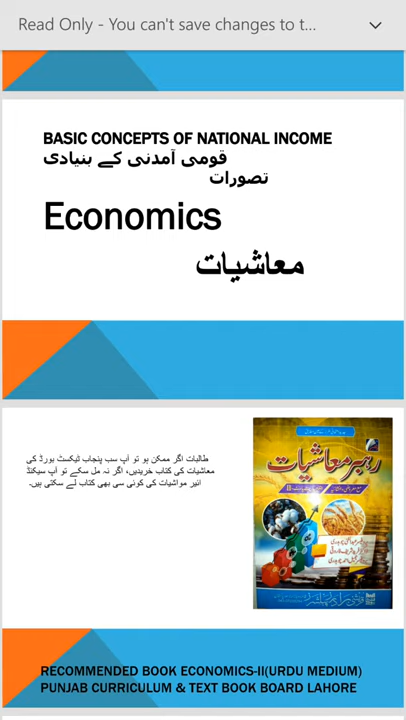 Read Only - You can't save changes to t...
BASIC CONCEPTS OF NATIONAL INCOME
قومی آمدنی کے بنیادی
تصورات
Economics
معاشیات
طالبات اگر ممکن ہو تو آپ سب پنجاب ٹیکسٹ بورڈ کی
معاشیات کی کتاب خریدیں، اگر نہ مل سکے تو آپ سیکنڈ
ائیر مواشیات کی کوئی سی بھی کتاب لے سکتی ہیں۔
رہبر معاشیات
RECOMMENDED BOOK ECONOMICS-II(URDU MEDIUM)
PUNJAB CURRICULUM & TEXT BOOK BOARD LAHORE